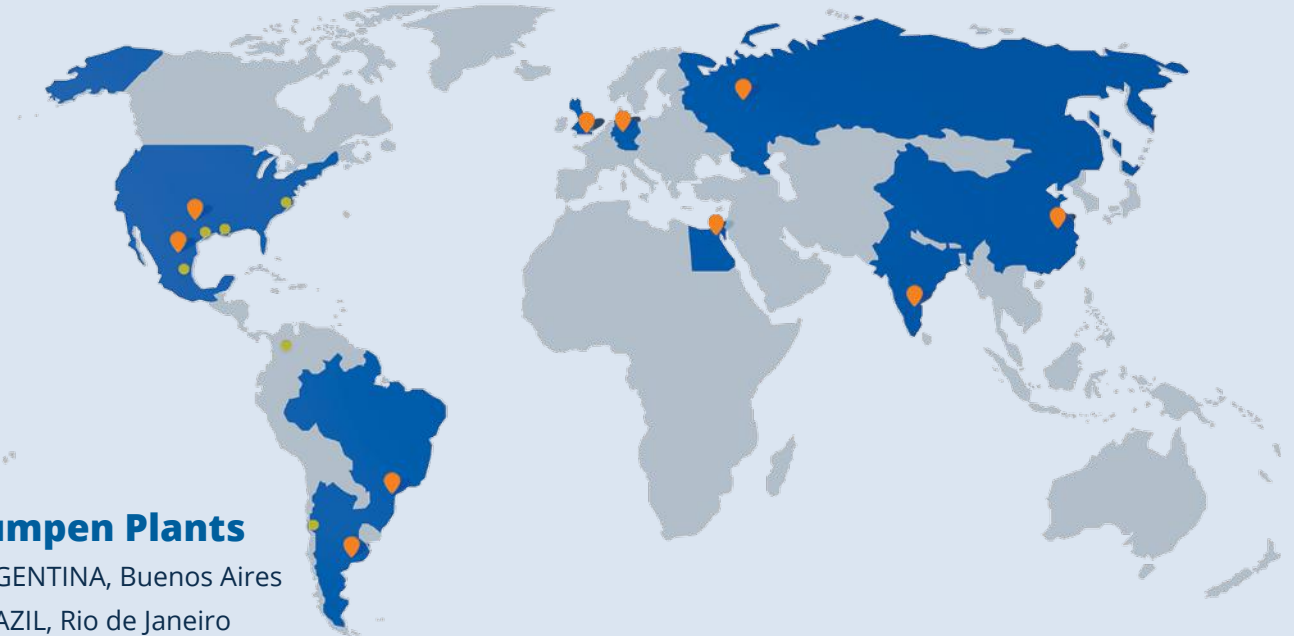 umpen Plants
GENTINA, Buenos Aires
AZIL, Rio de Janeiro